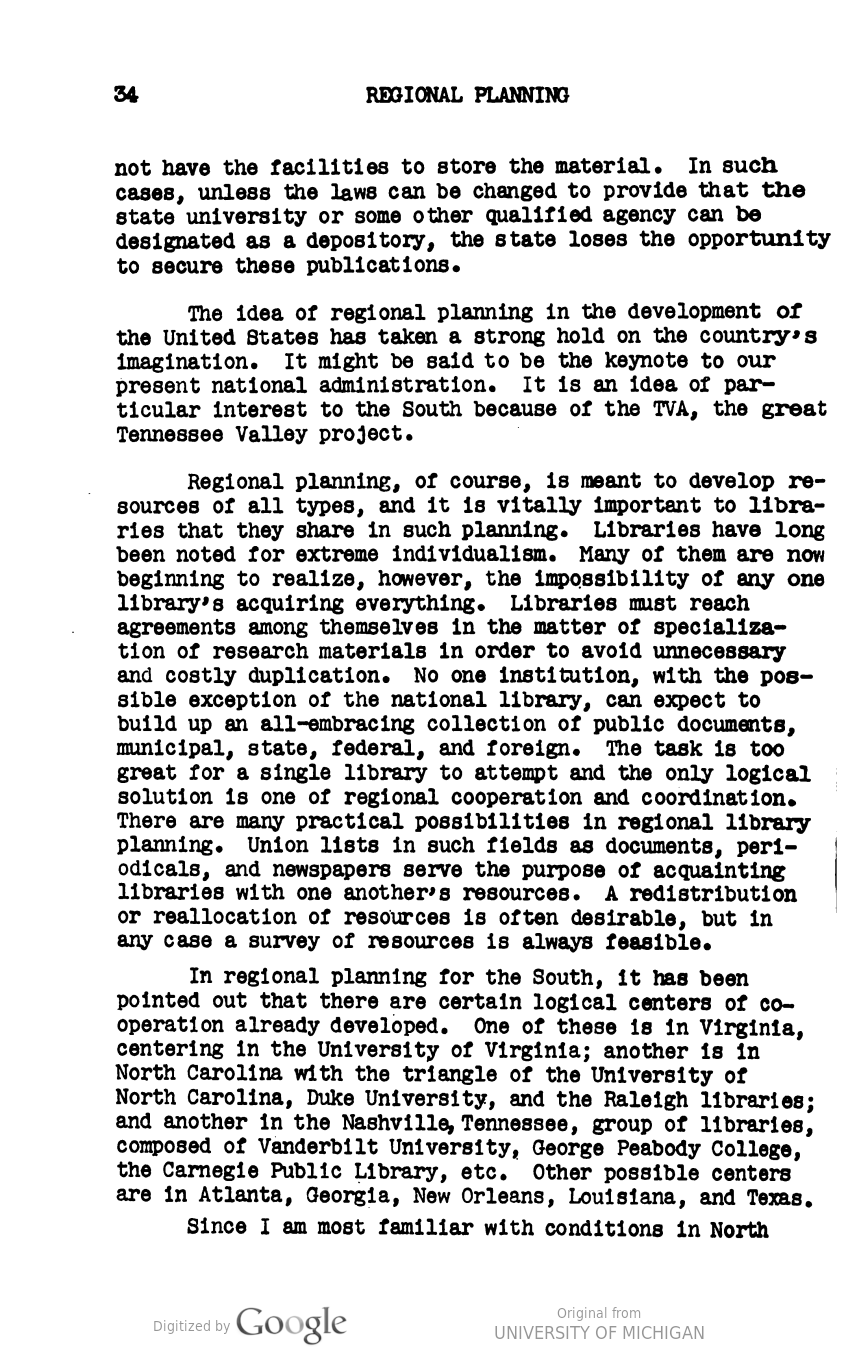 34 REGIONAL PLANNING
not have the facilities to store the material. In such
cases, unless the laws can be changed to provide that the
state university or some other qualified agency can be
designated as a depository, the state loses the opportunity
to secure these publications.
The idea of regional planning in the development of
the United States has taken a strong hold on the country's
imagination. It might be said to be the keynote to our
present national administration. It is an idea of par-
ticular interest to the South because of the TVA, the great
Tennessee Valley project.
Regional planning, of course, is meant to develop re-
sources of all types, and it is vitally important to libra-
ries that they share in such planning. Libraries have long
been noted for extreme individualism. Many of them are now
beginning to realize, however, the impossibility of any one
library's acquiring everything. Libraries must reach
agreements among themselves in the matter of specializa-
tion of research materials in order to avoid unnecessary
and costly duplication. No one institution, with the pos-
sible exception of the national library, can expect to
build up an all-embracing collection of public documents,
municipal, state, federal, and foreign. The task is too
great for a single library to attempt and the only logical
solution is one of regional cooperation and coordination.
There are many practical possibilities in regional library
planning. Union lists in such fields as documents, peri-
odicals, and newspapers serve the purpose of acquainting
libraries with one another's resources. A redistribution
or reallocation of resources is often desirable, but in
any case a survey of resources is always feasible.
In regional planning for the South, it has been
pointed out that there are certain logical centers of co-
operation already developed. One of these is in Virginia,
centering in the University of Virginia; another is in
North Carolina with the triangle of the University of
North Carolina, Duke University, and the Raleigh libraries;
and another in the Nashville, Tennessee, group of libraries,
composed of Vanderbilt University, George Peabody College,
the Carnegie Public Library, etc. Other possible centers
are in Atlanta, Georgia, New Orleans, Louisiana, and Texas.
Since I am most familiar with conditions in North
Digitized by Google
Original from
UNIVERSITY OF MICHIGAN